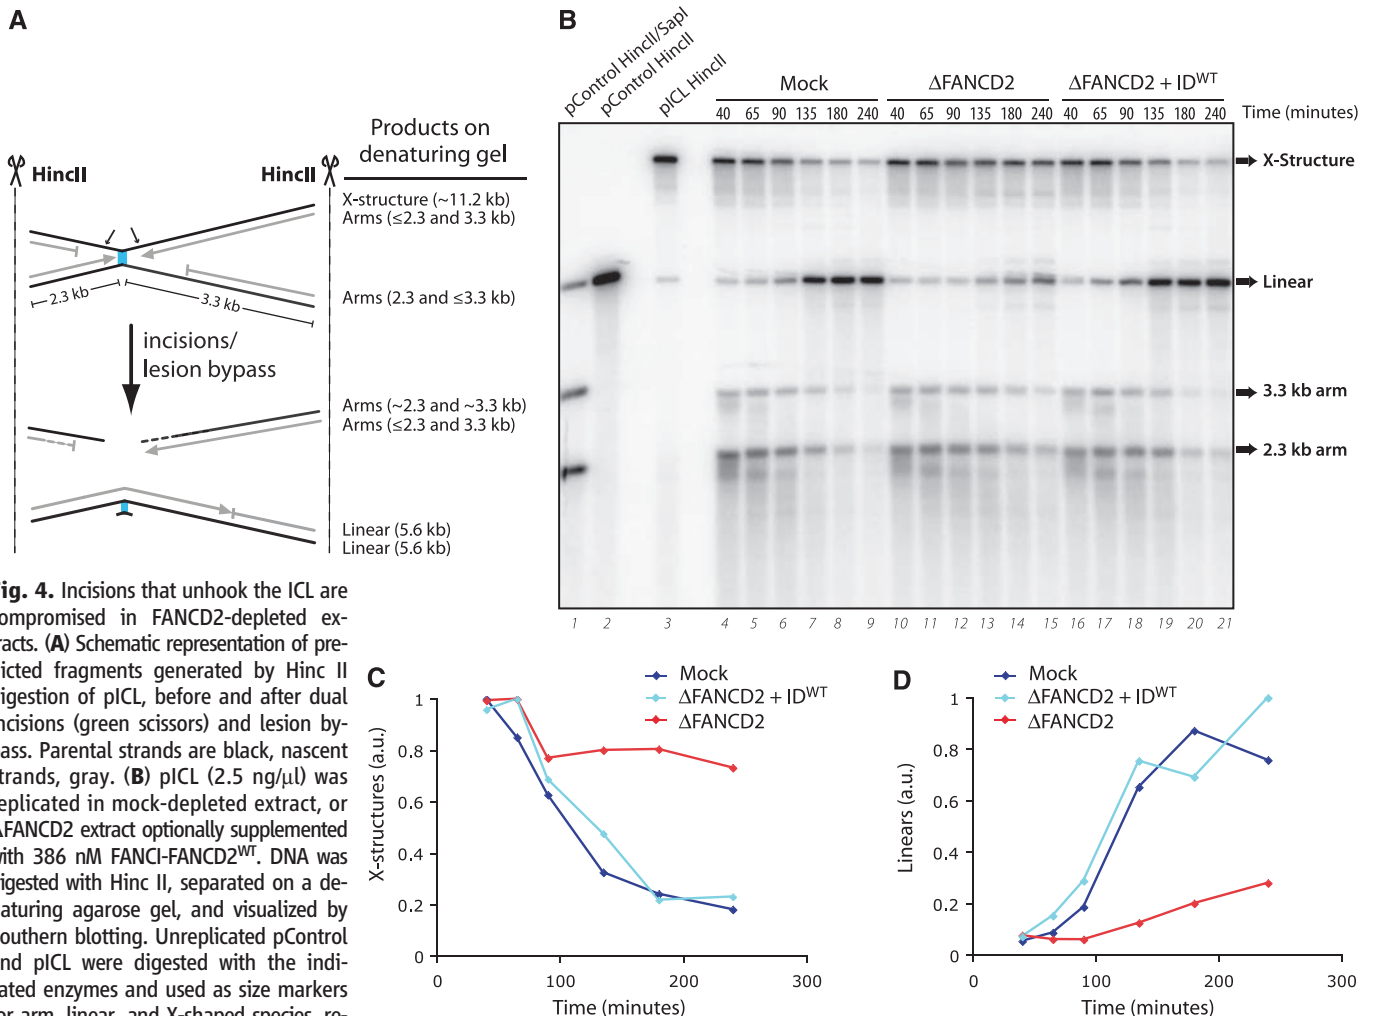 A
Products on
denaturing gel
HincII
HincII
X-structure (~11.2 kb)
Arms (≤2.3 and 3.3 kb)
2.3 kb
3.3 kb
Arms (2.3 and ≤3.3 kb)
incisions/
lesion bypass
Arms (~2.3 and ~3.3 kb)
Arms (≤2.3 and 3.3 kb)
Linear (5.6 kb)
Linear (5.6 kb)
ig. 4. Incisions that unhook the ICL are
ompromised in FANCD2-depleted ex-
racts. (A) Schematic representation of pre-
icted fragments generated by Hinc II
igestion of pICL, before and after dual
ncisions (green scissors) and lesion by-
ass. Parental strands are black, nascent
trands, gray. (B) pICL (2.5 ng/μl) was
eplicated in mock-depleted extract, or
ΔFANCD2 extract optionally supplemented
with 386 nM FANCI-FANCD2WT. DNA was
igested with Hinc II, separated on a de-
aturing agarose gel, and visualized by
outhern blotting. Unreplicated pControl
nd pICL were digested with the indi-
ated enzymes and used as size markers
or arm, linear, and X-shaped species, re-
B
pControl HincII/SapI
pControl HincII
pICL HincII
Mock
ΔFANCD2
ΔFANCD2 + IDWT
40 65 90 135 180 240 40 65 90 135 180 240 40 65 90 135 180 240 Time (minutes)
X-Structure
Linear
3.3 kb arm
2.3 kb arm
1 2 3 4 5 6 7 8 9 10 11 12 13 14 15 16 17 18 19 20 21
C
Mock
ΔFANCD2 + IDWT
ΔFANCD2
X-structures (a.u.)
1
0.8
0.6
0.4
0.2
0
0 100 200 300
Time (minutes)
D
Mock
ΔFANCD2 + IDWT
ΔFANCD2
Linears (a.u.)
1
0.8
0.6
0.4
0.2
0
0 100 200 300
Time (minutes)